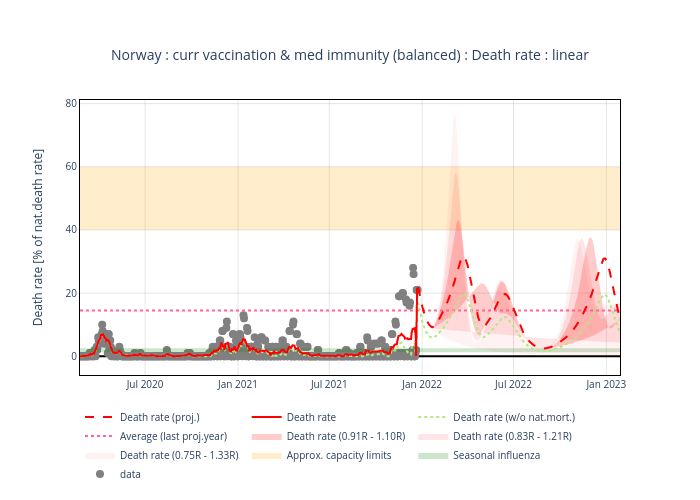 Norway : curr vaccination & med immunity (balanced) : Death rate : linear
Death rate [% of nat.death rate]
80
60
40
20
0
Jul 2020
Jan 2021
Jul 2021
Jan 2022
Jul 2022
Jan 2023
Death rate (proj.)
Death rate
Death rate (w/o nat.mort.)
Average (last proj.year)
Death rate (0.91R - 1.10R)
Death rate (0.83R - 1.21R)
Death rate (0.75R - 1.33R)
Approx. capacity limits
Seasonal influenza
data